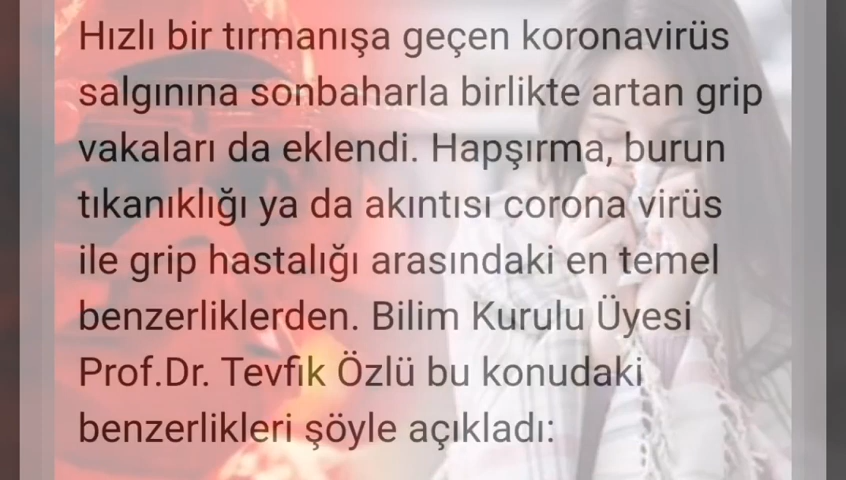 Hızlı bir tırmanışa geçen koronavirüs
salgınına sonbaharla birlikte artan grip
vakaları da eklendi. Hapşırma, burun
tıkanıklığı ya da akıntısı corona virüs
ile grip hastalığı arasındaki en temel
benzerliklerden. Bilim Kurulu Üyesi
Prof.Dr. Tevfik Özlü bu konudaki
benzerlikleri şöyle açıkladı: